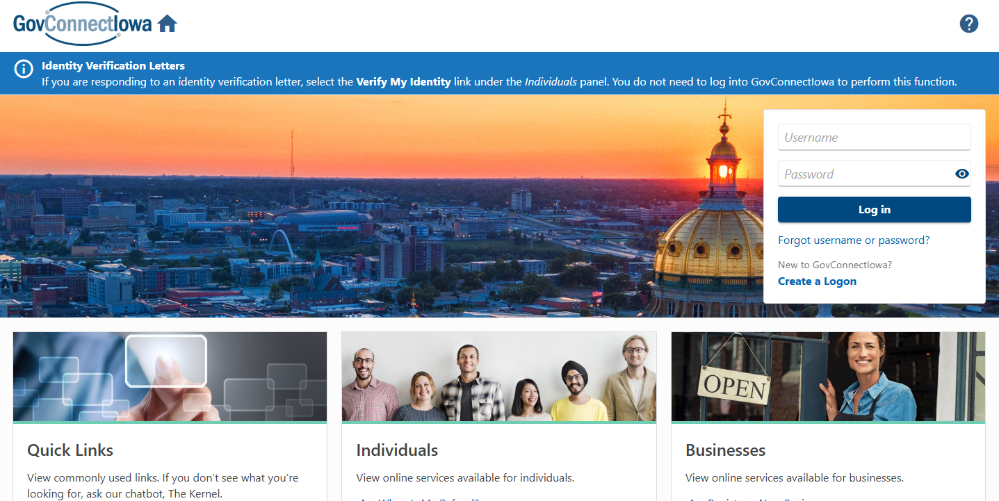 GovConnectIowa
Identity Verification Letters
If you are responding to an identity verification letter, select the Verify My Identity link under the Individuals panel. You do not need to log into GovConnectIowa to perform this function.
Username
Password
Log in
Forgot username or password?
New to GovConnectIowa?
Create a Logon
OPEN
Quick Links
View commonly used links. If you don’t see what you’re
looking for, ask our chatbot, The Kernel.
Individuals
View online services available for individuals.
Businesses
View online services available for businesses.